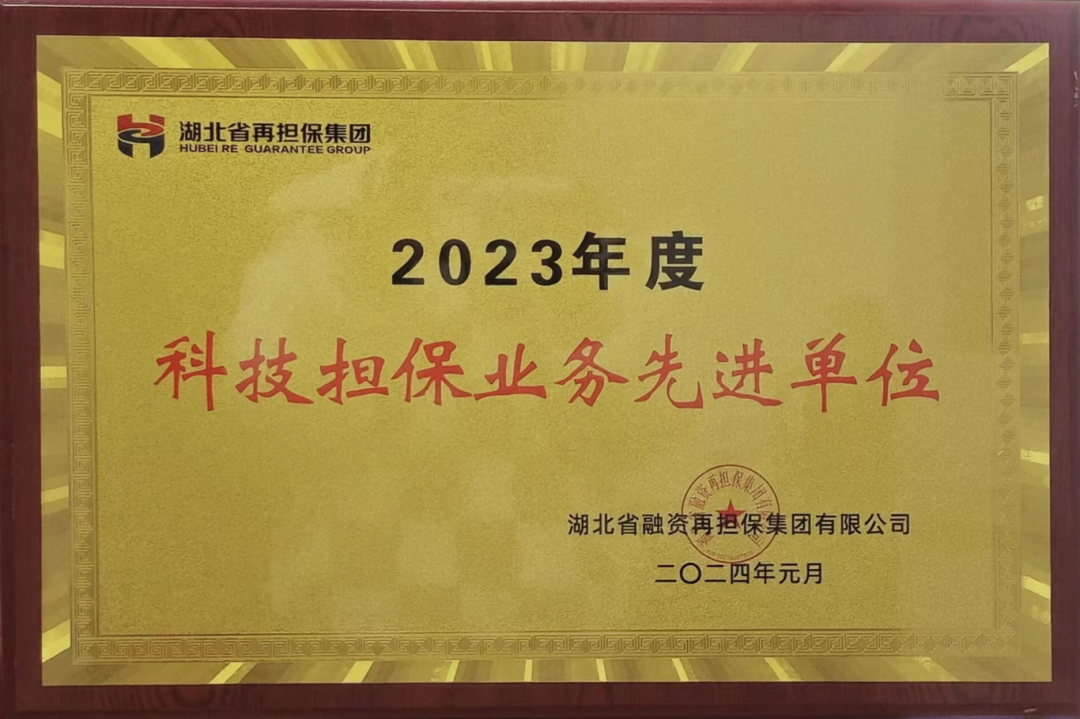 湖北省再担保集团
HUBEI RE GUARANTEE GROUP
2023年度
科技担保业务先进单位
湖北省融资再担保集团有限公司
二〇二四年元月